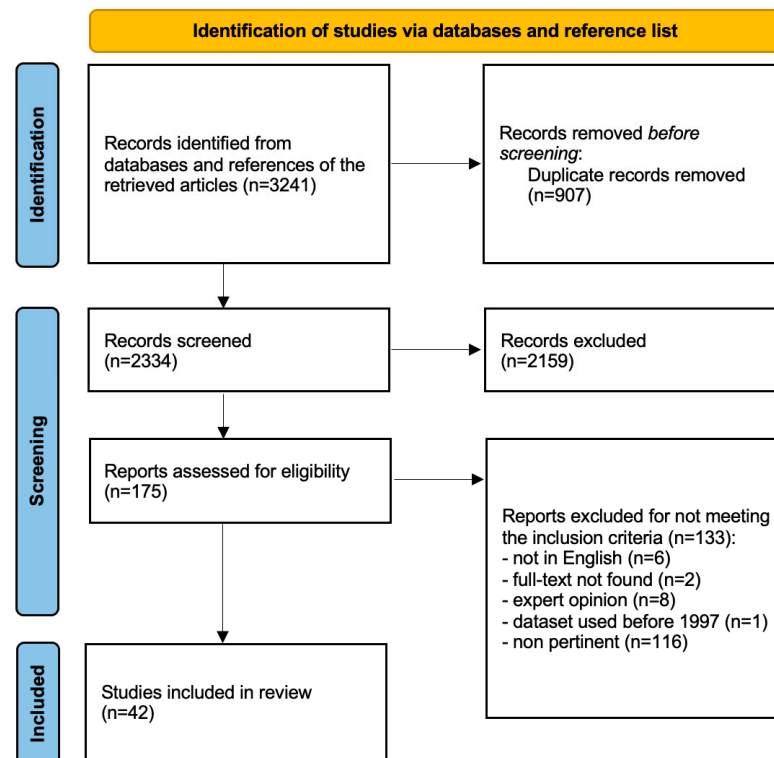 Identification of studies via databases and reference list
Identification
Records identified from
databases and references of the
retrieved articles (n=3241)
Records removed before
screening:
Duplicate records removed
(n=907)
Screening
Records screened
(n=2334)
Records excluded
(n=2159)
Reports assessed for eligibility
(n=175)
Reports excluded for not meeting
the inclusion criteria (n=133):
- not in English (n=6)
- full-text not found (n=2)
- expert opinion (n=8)
- dataset used before 1997 (n=1)
- non pertinent (n=116)
Included
Studies included in review
(n=42)